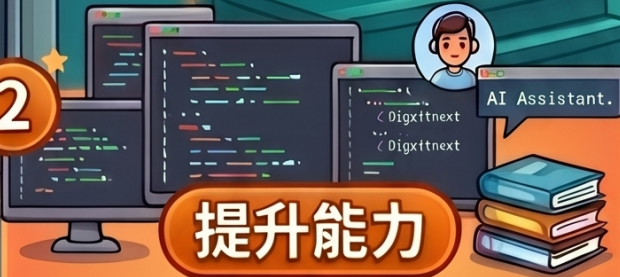 2
AI Assistant.
Digxitnext
Digxitnext
提升能力